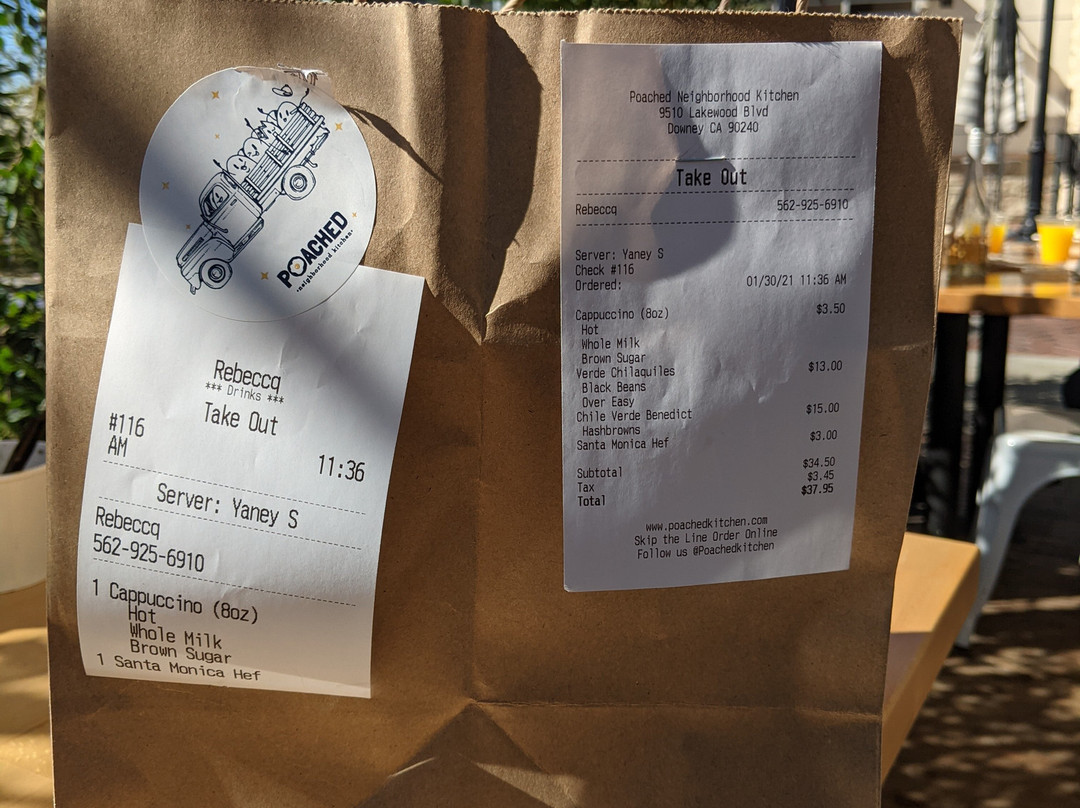 POACHED
•neighborhood kitchen•
Rebeccq
*** Drinks ***
Take Out
#116
AM
11:36
Server: Yaney S
Rebeccq
562-925-6910
1 Cappuccino (8oz)
Hot
Whole Milk
Brown Sugar
1 Santa Monica Hef
Poached Neighborhood Kitchen
9510 Lakewood Blvd
Downey CA 90240
Take Out
Rebeccq 562-925-6910
Server: Yaney S
Check #116
Ordered: 01/30/21 11:36 AM
Cappuccino (8oz) $3.50
Hot
Whole Milk
Brown Sugar
Verde Chilaquiles $13.00
Black Beans
Over Easy
Chile Verde Benedict $15.00
Hashbrowns
Santa Monica Hef $3.00
Subtotal $34.50
Tax $3.45
Total $37.95
www.poachedkitchen.com
Skip the Line Order Online
Follow us @Poachedkitchen